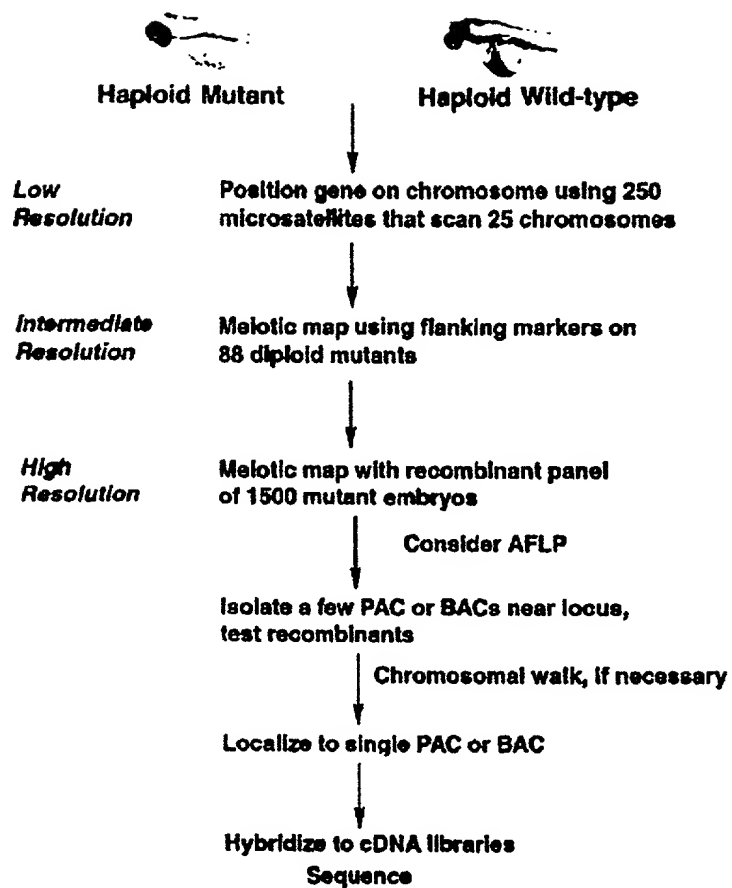 Haploid Mutant
Haploid Wild-type
Low
Resolution
Position gene on chromosome using 250
microsatellites that scan 25 chromosomes
Intermediate
Resolution
Meiotic map using flanking markers on
88 diploid mutants
High
Resolution
Meiotic map with recombinant panel
of 1500 mutant embryos
Consider AFLP
Isolate a few PAC or BACs near locus,
test recombinants
Chromosomal walk, if necessary
Localize to single PAC or BAC
Hybridize to cDNA libraries
Sequence